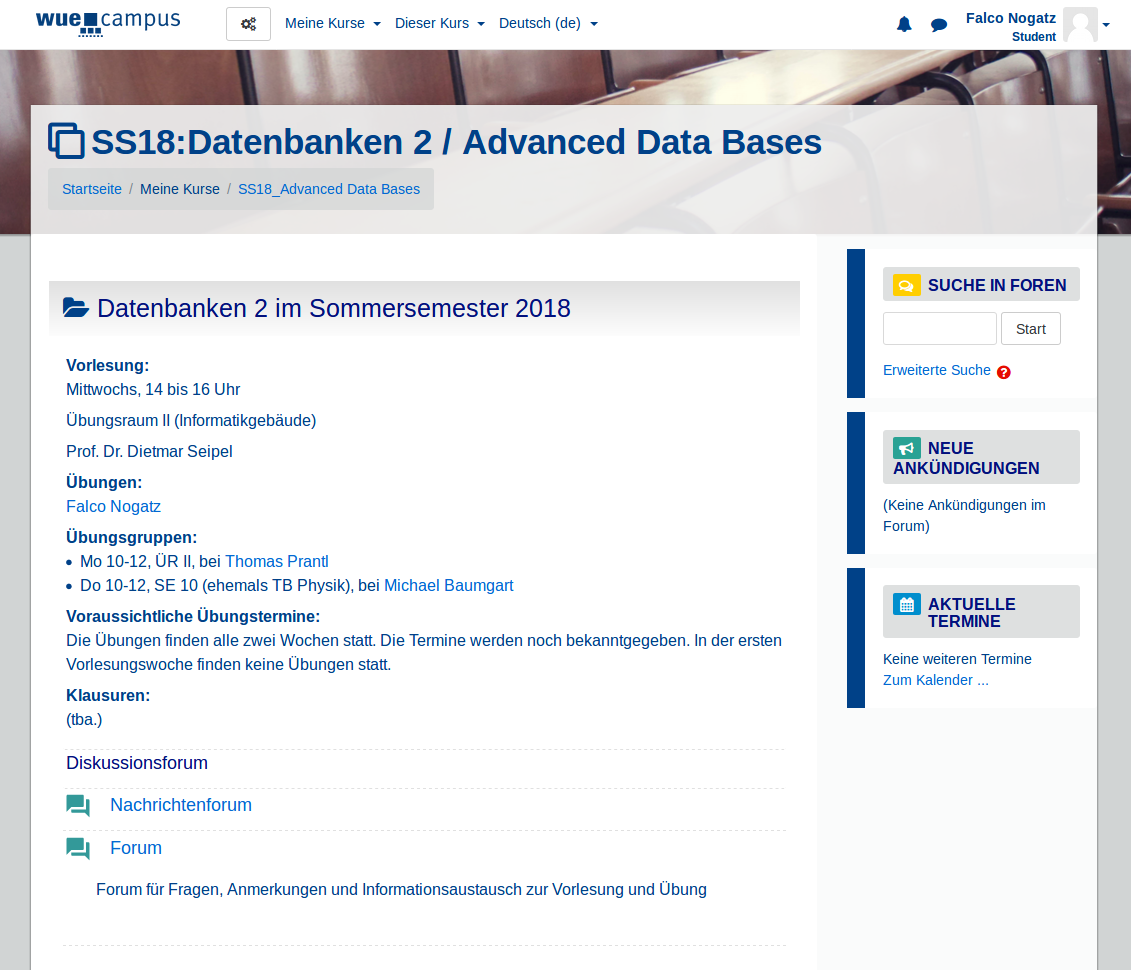 wue campus
Meine Kurse Dieser Kurs Deutsch (de)
Falco Nogatz
Student
SS18:Datenbanken 2 / Advanced Data Bases
Startseite / Meine Kurse / SS18_Advanced Data Bases
Datenbanken 2 im Sommersemester 2018
Vorlesung:
Mittwochs, 14 bis 16 Uhr
Übungsraum II (Informatikgebäude)
Prof. Dr. Dietmar Seipel
Übungen:
Falco Nogatz
Übungsgruppen:
• Mo 10-12, ÜR II, bei Thomas Prantl
• Do 10-12, SE 10 (ehemals TB Physik), bei Michael Baumgart
Voraussichtliche Übungstermine:
Die Übungen finden alle zwei Wochen statt. Die Termine werden noch bekanntgegeben. In der ersten
Vorlesungswoche finden keine Übungen statt.
Klausuren:
(tba.)
Diskussionsforum
Nachrichtenforum
Forum
Forum für Fragen, Anmerkungen und Informationsaustausch zur Vorlesung und Übung
SUCHE IN FOREN
Start
Erweiterte Suche ?
NEUE
ANKÜNDIGUNGEN
(Keine Ankündigungen im
Forum)
AKTUELLE
TERMINE
Keine weiteren Termine
Zum Kalender ...